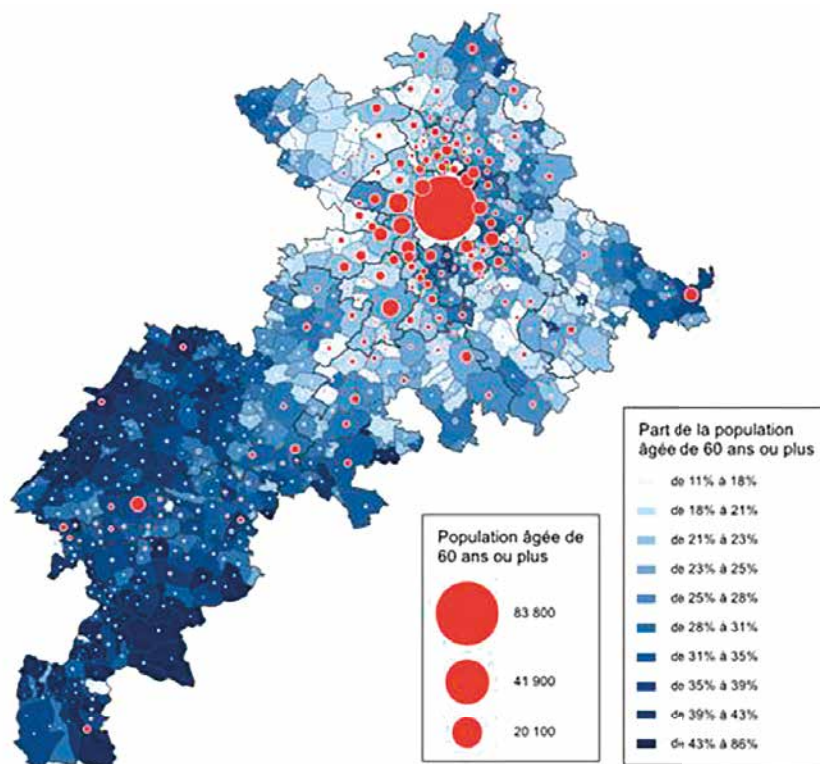 Part de la population
âgée de 60 ans ou plus
de 11% à 18%
de 18% à 21%
de 21% à 23%
de 23% à 25%
de 25% à 28%
de 28% à 31%
de 31% à 35%
de 35% à 39%
de 39% à 43%
de 43% à 86%
Population âgée de
60 ans ou plus
83 800
41 900
20 100